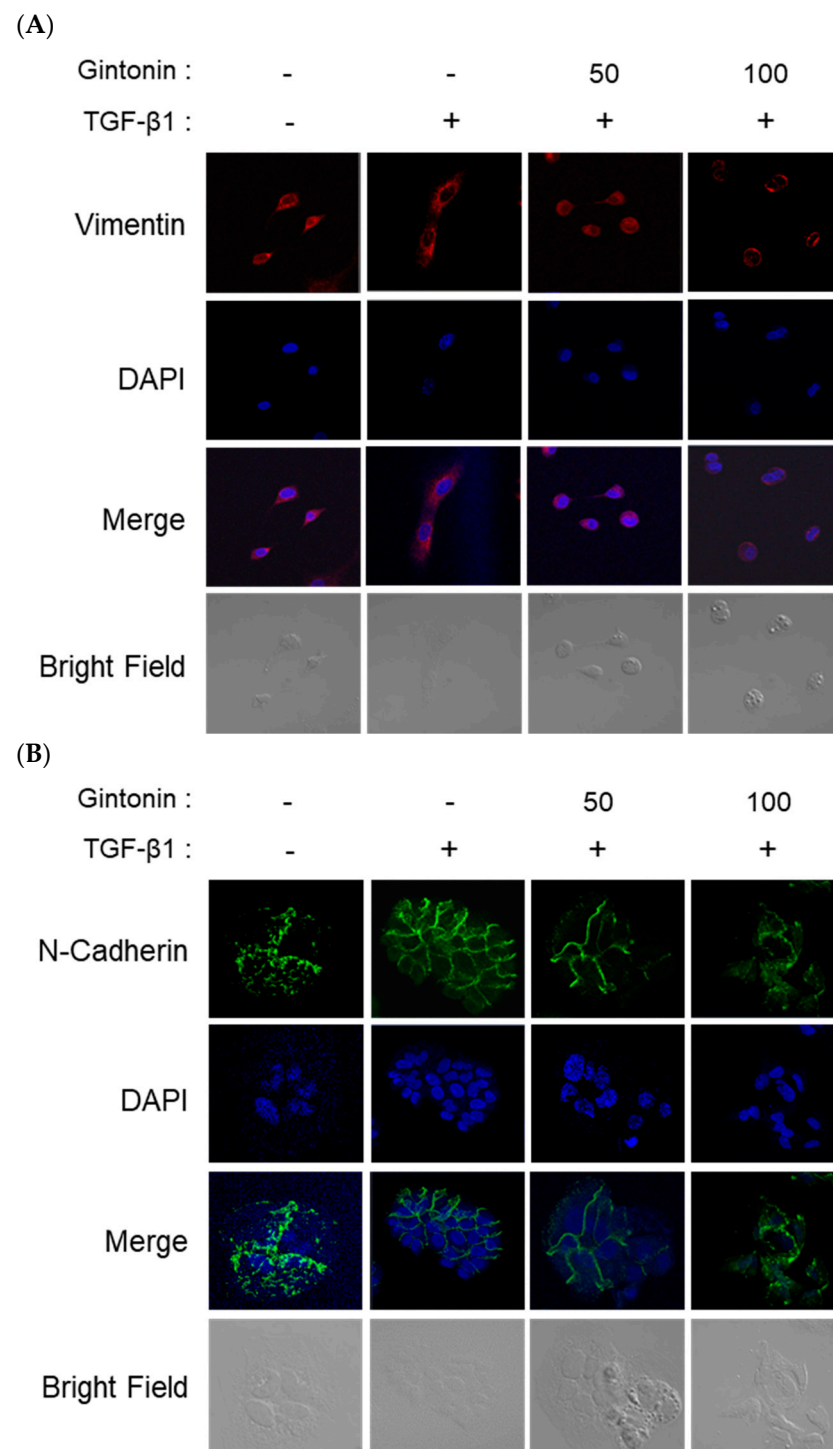 (A)
Gintonin : - - 50 100
TGF-β1 : - + + +
Vimentin
DAPI
Merge
Bright Field
(B)
Gintonin : - - 50 100
TGF-β1 : - + + +
N-Cadherin
DAPI
Merge
Bright Field